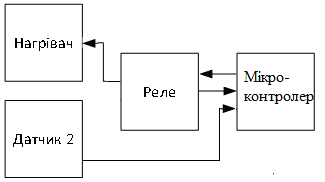 Нагрівач
Реле
Мікро-
контролер
Датчик 2